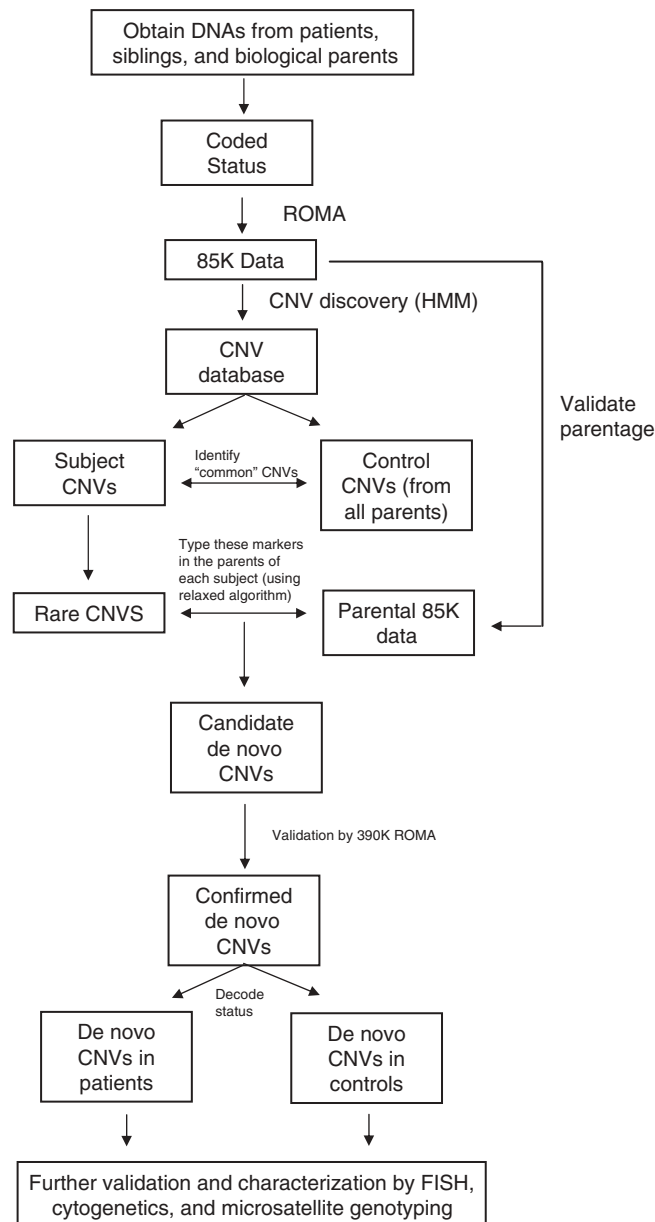 Obtain DNAs from patients,
siblings, and biological parents
Coded
Status
ROMA
85K Data
CNV discovery (HMM)
CNV
database
Validate
parentage
Subject
CNVs
Identify
“common” CNVs
Control
CNVs (from
all parents)
Type these markers
in the parents of
each subject (using
relaxed algorithm)
Rare CNVS
Parental 85K
data
Candidate
de novo
CNVs
Validation by 390K ROMA
Confirmed
de novo
CNVs
Decode
status
De novo
CNVs in
patients
De novo
CNVs in
controls
Further validation and characterization by FISH,
cytogenetics, and microsatellite genotyping